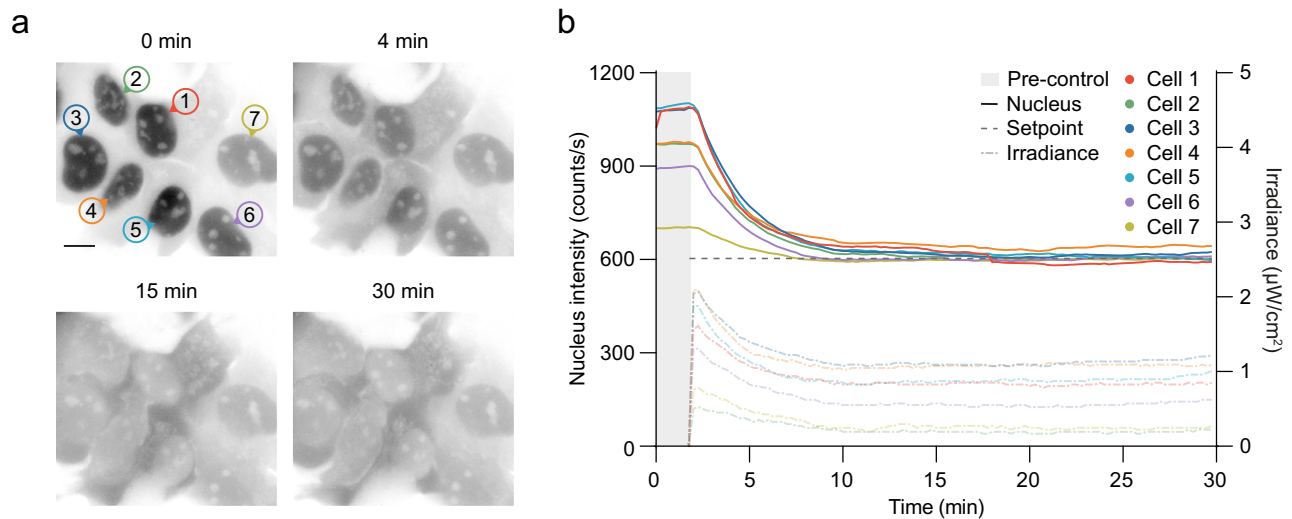 a
0 min
4 min
1
2
3
4
5
6
7
15 min
30 min
b
Nucleus intensity (counts/s)
1200
900
600
300
0
Pre-control
Nucleus
Setpoint
Irradiance
Cell 1
Cell 2
Cell 3
Cell 4
Cell 5
Cell 6
Cell 7
5
4
3
2
1
0
Irradiance (µW/cm²)
0 5 10 15 20 25 30
Time (min)